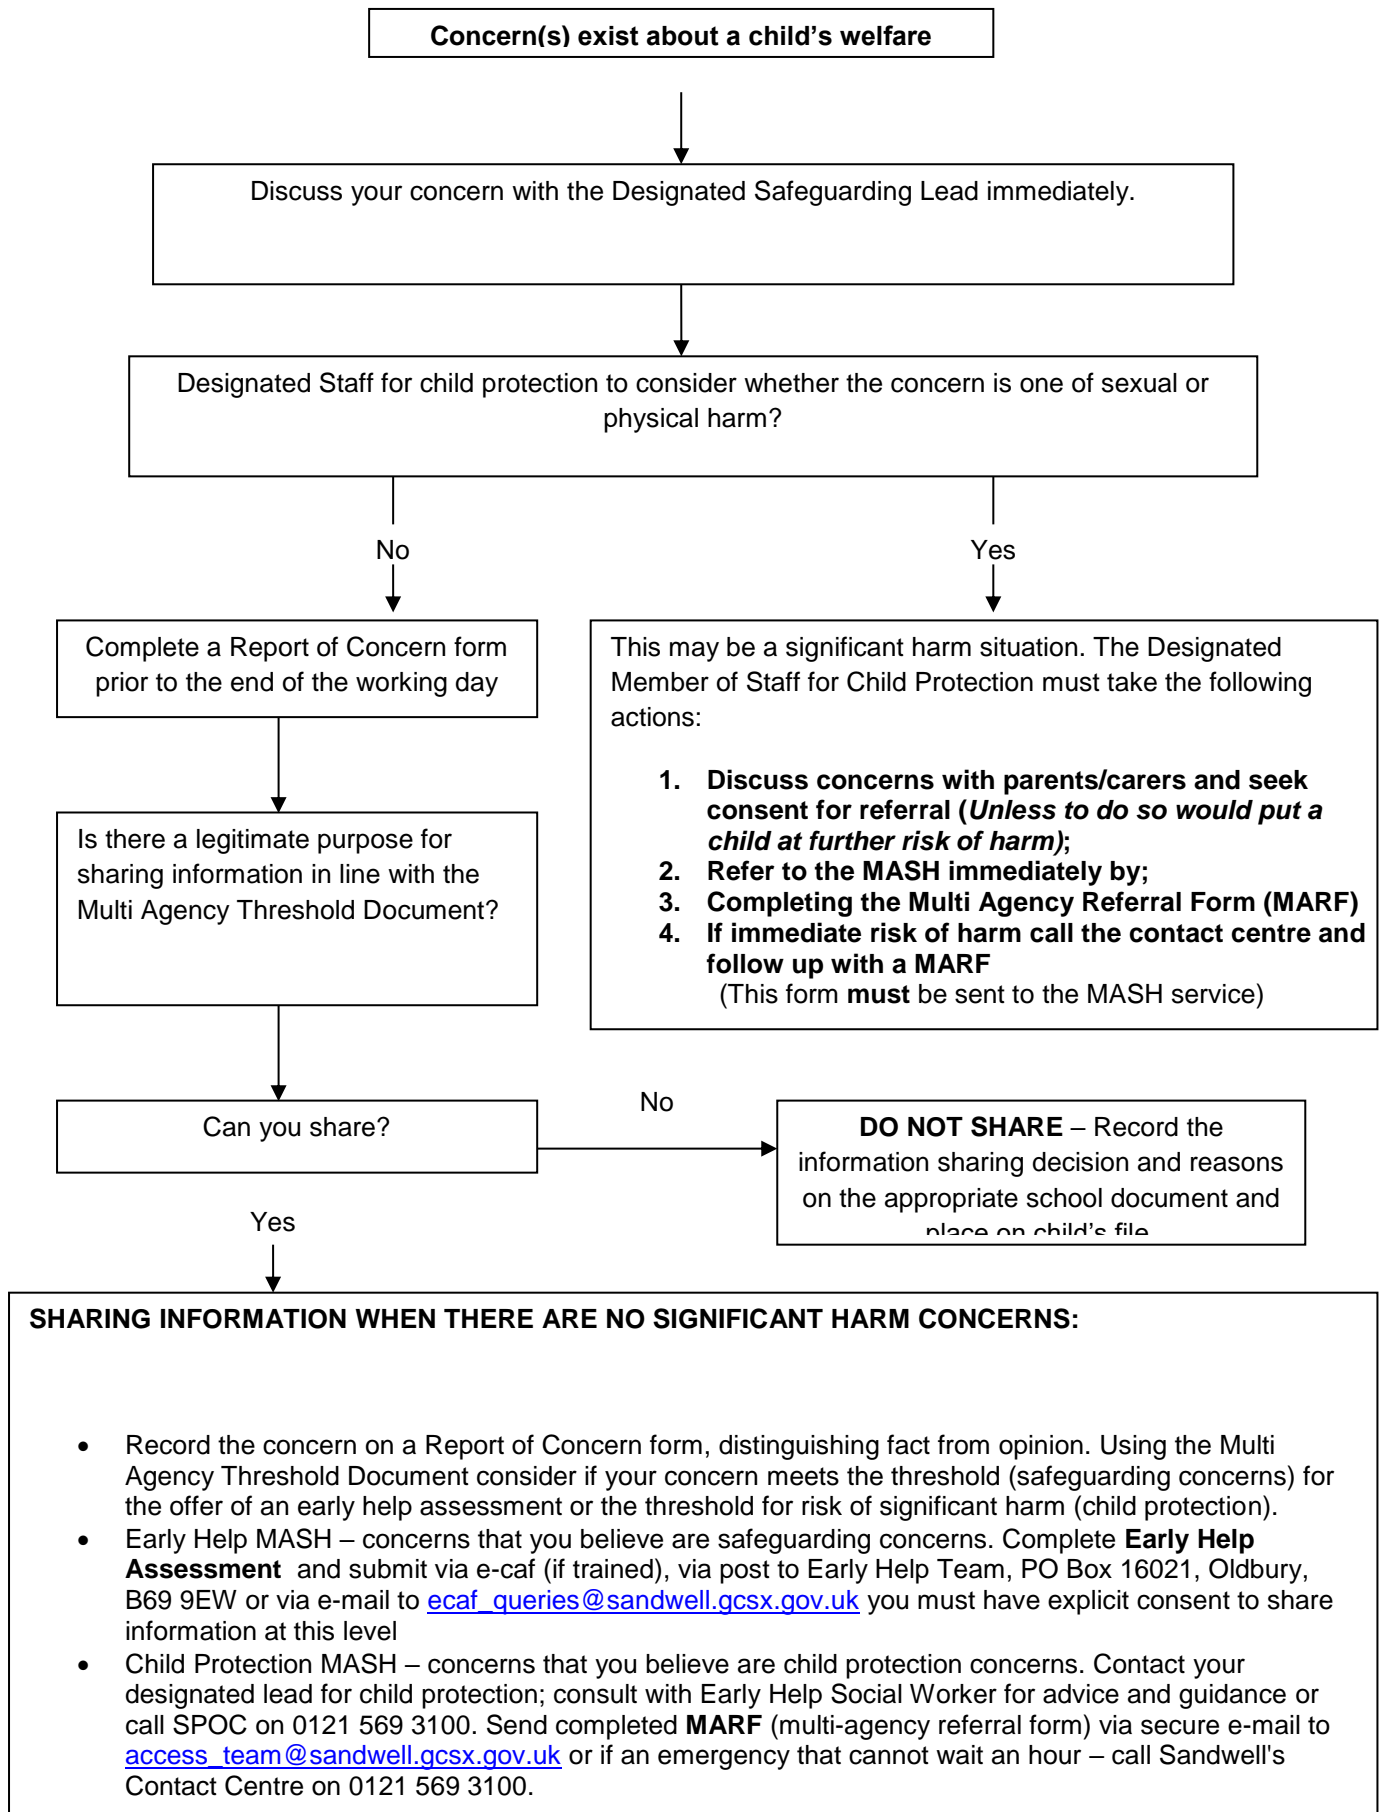 Concern(s) exist about a child’s welfare
Discuss your concern with the Designated Safeguarding Lead immediately.
Designated Staff for child protection to consider whether the concern is one of sexual or
physical harm?
No
Yes
Complete a Report of Concern form
prior to the end of the working day
This may be a significant harm situation. The Designated
Member of Staff for Child Protection must take the following
actions:
1. Discuss concerns with parents/carers and seek
consent for referral (Unless to do so would put a
child at further risk of harm);
2. Refer to the MASH immediately by;
3. Completing the Multi Agency Referral Form (MARF)
4. If immediate risk of harm call the contact centre and
follow up with a MARF
(This form must be sent to the MASH service)
Is there a legitimate purpose for
sharing information in line with the
Multi Agency Threshold Document?
Can you share?
No
DO NOT SHARE – Record the
information sharing decision and reasons
on the appropriate school document and
place on child’s file
Yes
SHARING INFORMATION WHEN THERE ARE NO SIGNIFICANT HARM CONCERNS:
• Record the concern on a Report of Concern form, distinguishing fact from opinion. Using the Multi
Agency Threshold Document consider if your concern meets the threshold (safeguarding concerns) for
the offer of an early help assessment or the threshold for risk of significant harm (child protection).
• Early Help MASH – concerns that you believe are safeguarding concerns. Complete Early Help
Assessment and submit via e-caf (if trained), via post to Early Help Team, PO Box 16021, Oldbury,
B69 9EW or via e-mail to ecaf_queries@sandwell.gcsx.gov.uk you must have explicit consent to share
information at this level
• Child Protection MASH – concerns that you believe are child protection concerns. Contact your
designated lead for child protection; consult with Early Help Social Worker for advice and guidance or
call SPOC on 0121 569 3100. Send completed MARF (multi-agency referral form) via secure e-mail to
access_team@sandwell.gcsx.gov.uk or if an emergency that cannot wait an hour – call Sandwell's
Contact Centre on 0121 569 3100.